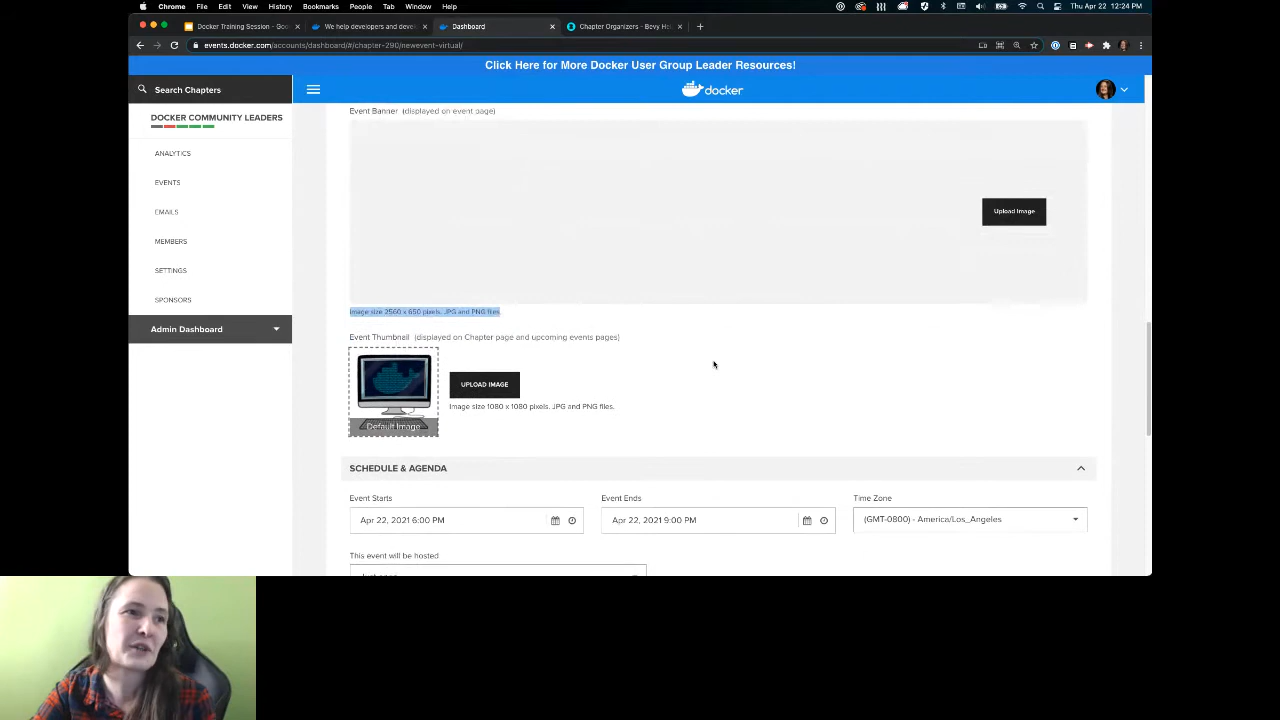 Chrome File Edit View History Bookmarks People Tab Window Help Thu Apr 22 12:24 PM
Docker Training Session - Goo We help developers and devel Dashboard Chapter Organizers - Bevy Hel
events.docker.com/accounts/dashboard/#/chapter-290/newevent-virtual/
Click Here for More Docker User Group Leader Resources!
Search Chapters
docker
DOCKER COMMUNITY LEADERS
ANALYTICS
EVENTS
EMAILS
MEMBERS
SETTINGS
SPONSORS
Admin Dashboard
Event Banner (displayed on event page)
Upload Image
Image size 2560 x 650 pixels. JPG and PNG files.
Event Thumbnail (displayed on Chapter page and upcoming events pages)
Default Image
UPLOAD IMAGE
Image size 1080 x 1080 pixels. JPG and PNG files.
SCHEDULE & AGENDA
Event Starts Event Ends Time Zone
Apr 22, 2021 6:00 PM Apr 22, 2021 9:00 PM (GMT-0800) - America/Los_Angeles
This event will be hosted